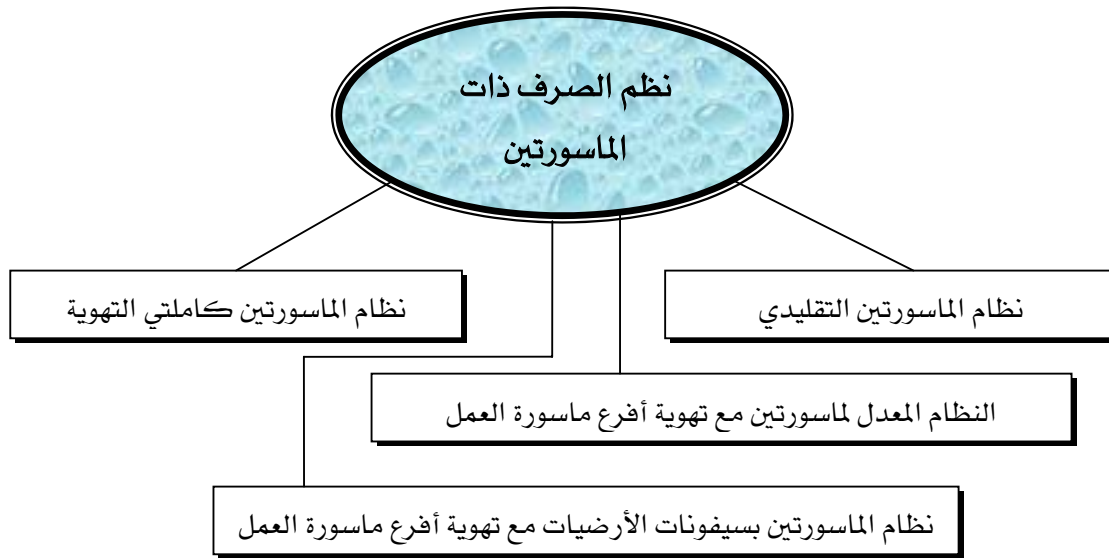 نظم الصرف ذات
الماسورتين
نظام الماسورتين التقليدي
نظام الماسورتين كاملتي التهوية
النظام المعدل لماسورتين مع تهوية أفرع ماسورة العمل
نظام الماسورتين بسيفونات الأرضيات مع تهوية أفرع ماسورة العمل